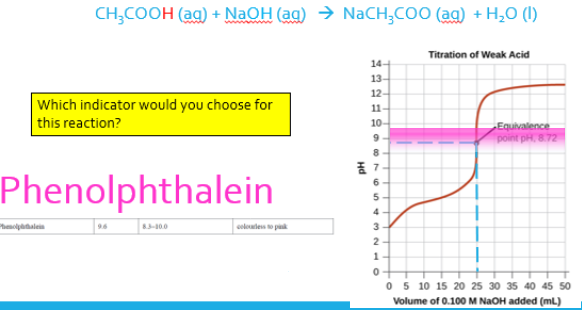 CH₃COOH (aq) + NaOH (aq) → NaCH₃COO (aq) + H₂O (l)
Which indicator would you choose for
this reaction?
Phenolphthalein
Phenolphthalein 9.6 8.3–10.0 colourless to pink
Titration of Weak Acid
pH
14
13
12
11
10
9
8
7
6
5
4
3
2
1
0
Equivalence
point pH, 8.72
0 5 10 15 20 25 30 35 40 45 50
Volume of 0.100 M NaOH added (mL)